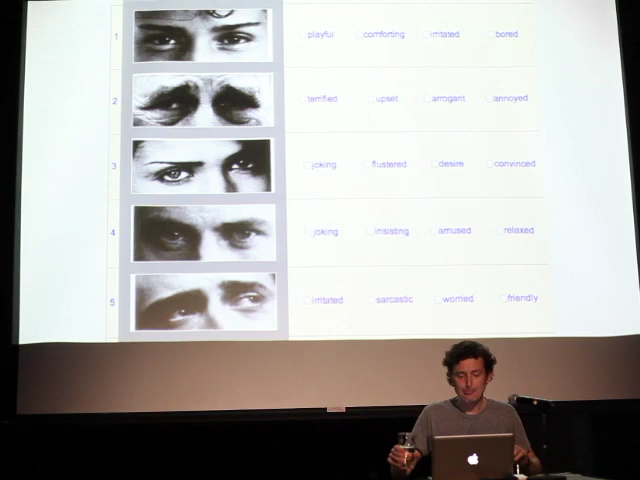 1 playful comforting irritated bored
2 terrified upset arrogant annoyed
3 joking flustered desire convinced
4 joking insisting amused relaxed
5 irritated sarcastic worried friendly